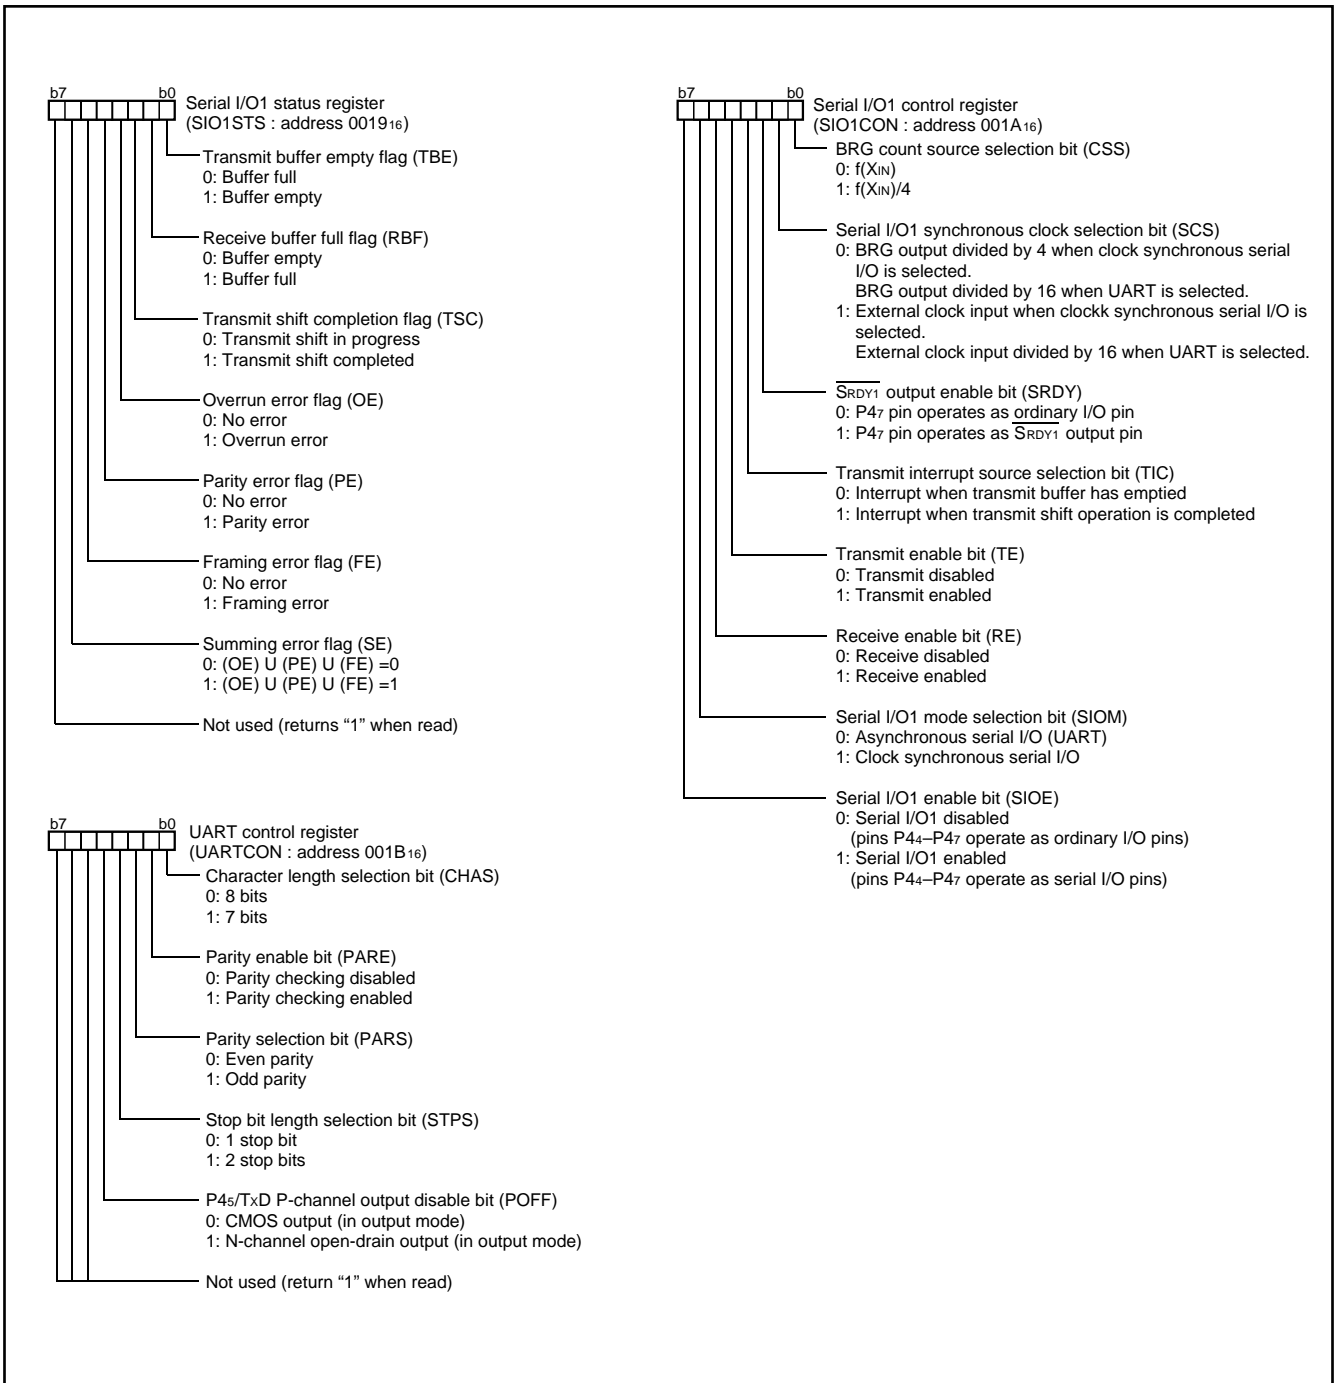 b7 b0
Serial I/O1 status register
(SIO1STS : address 0019₁₆)
Transmit buffer empty flag (TBE)
0: Buffer full
1: Buffer empty
Receive buffer full flag (RBF)
0: Buffer empty
1: Buffer full
Transmit shift completion flag (TSC)
0: Transmit shift in progress
1: Transmit shift completed
Overrun error flag (OE)
0: No error
1: Overrun error
Parity error flag (PE)
0: No error
1: Parity error
Framing error flag (FE)
0: No error
1: Framing error
Summing error flag (SE)
0: (OE) U (PE) U (FE) =0
1: (OE) U (PE) U (FE) =1
Not used (returns “1” when read)
b7 b0
UART control register
(UARTCON : address 001B₁₆)
Character length selection bit (CHAS)
0: 8 bits
1: 7 bits
Parity enable bit (PARE)
0: Parity checking disabled
1: Parity checking enabled
Parity selection bit (PARS)
0: Even parity
1: Odd parity
Stop bit length selection bit (STPS)
0: 1 stop bit
1: 2 stop bits
P4₅/TxD P-channel output disable bit (POFF)
0: CMOS output (in output mode)
1: N-channel open-drain output (in output mode)
Not used (return “1” when read)
b7 b0
Serial I/O1 control register
(SIO1CON : address 001A₁₆)
BRG count source selection bit (CSS)
0: f(XIN)
1: f(XIN)/4
Serial I/O1 synchronous clock selection bit (SCS)
0: BRG output divided by 4 when clock synchronous serial
I/O is selected.
BRG output divided by 16 when UART is selected.
1: External clock input when clockk synchronous serial I/O is
selected.
External clock input divided by 16 when UART is selected.
SRDY1 output enable bit (SRDY)
0: P4₇ pin operates as ordinary I/O pin
1: P4₇ pin operates as SRDY1 output pin
Transmit interrupt source selection bit (TIC)
0: Interrupt when transmit buffer has emptied
1: Interrupt when transmit shift operation is completed
Transmit enable bit (TE)
0: Transmit disabled
1: Transmit enabled
Receive enable bit (RE)
0: Receive disabled
1: Receive enabled
Serial I/O1 mode selection bit (SIOM)
0: Asynchronous serial I/O (UART)
1: Clock synchronous serial I/O
Serial I/O1 enable bit (SIOE)
0: Serial I/O1 disabled
(pins P4₄–P4₇ operate as ordinary I/O pins)
1: Serial I/O1 enabled
(pins P4₄–P4₇ operate as serial I/O pins)